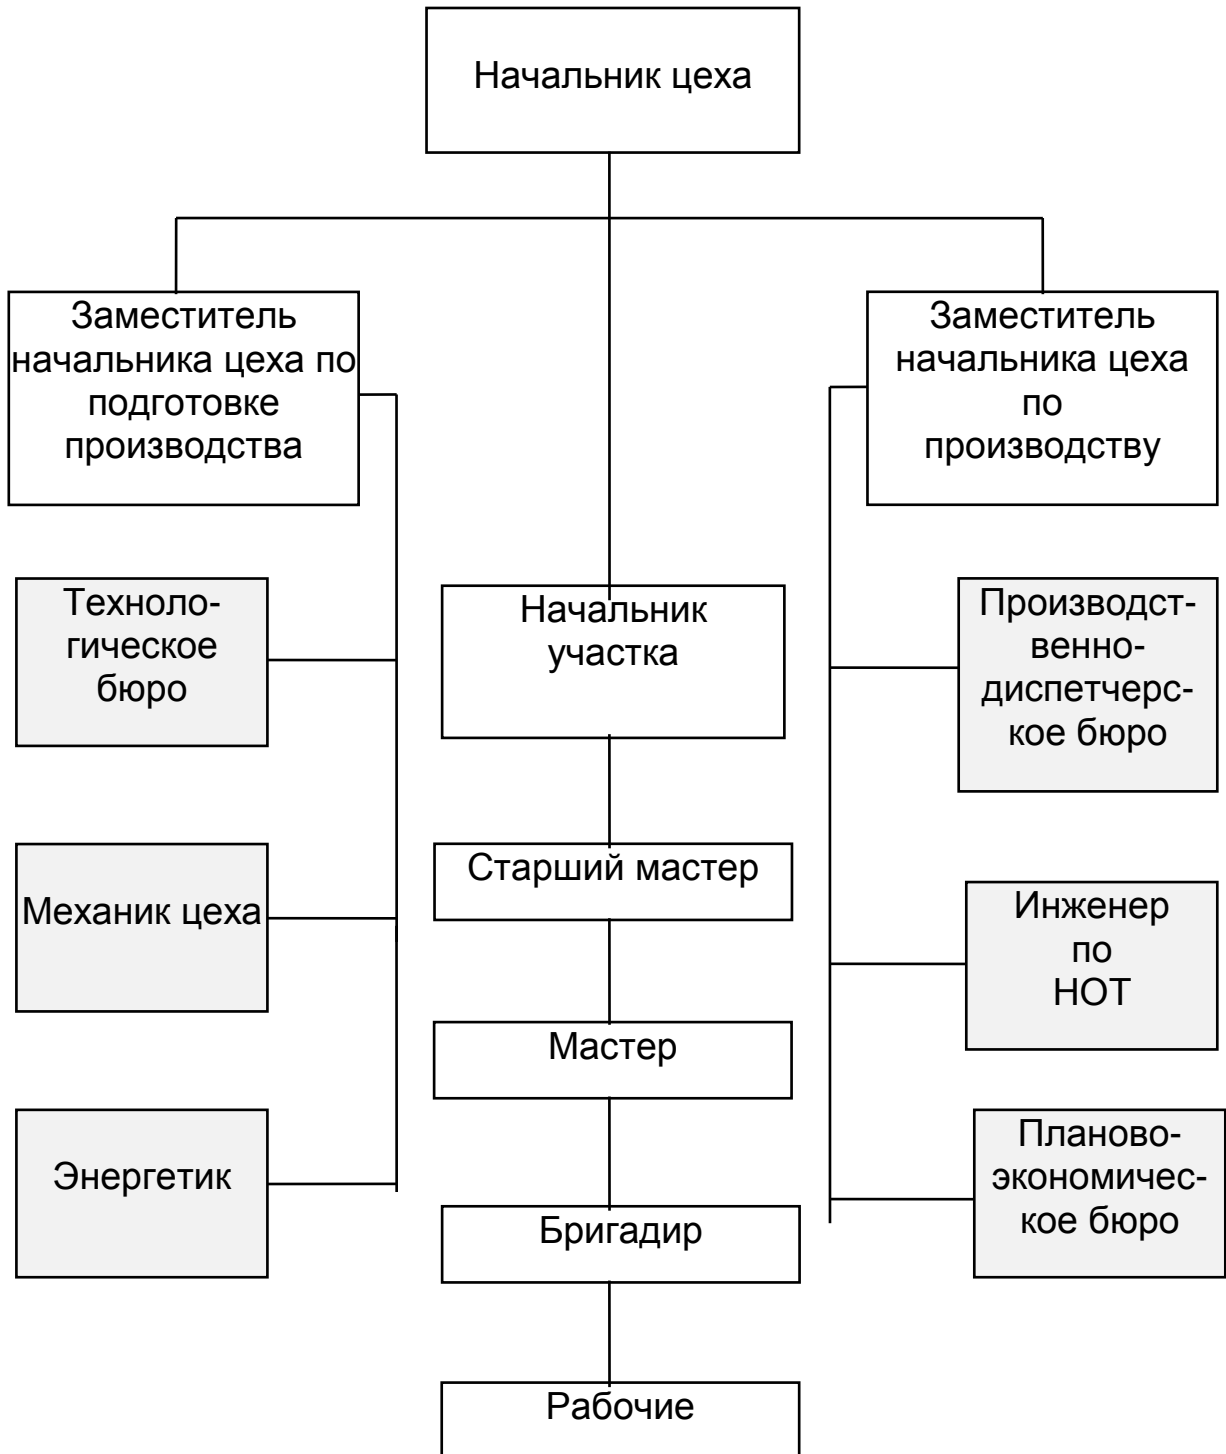 Начальник цеха
Заместитель
начальника цеха по
подготовке
производства
Заместитель
начальника цеха
по
производству
Техноло-
гическое
бюро
Начальник
участка
Производст-
венно-
диспетчерс-
кое бюро
Механик цеха
Старший мастер
Инженер
по
НОТ
Мастер
Энергетик
Бригадир
Планово-
экономичес-
кое бюро
Рабочие